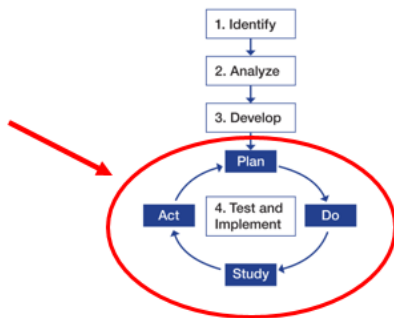 1. Identify
2. Analyze
3. Develop
Plan
Act
4. Test and
Implement
Do
Study